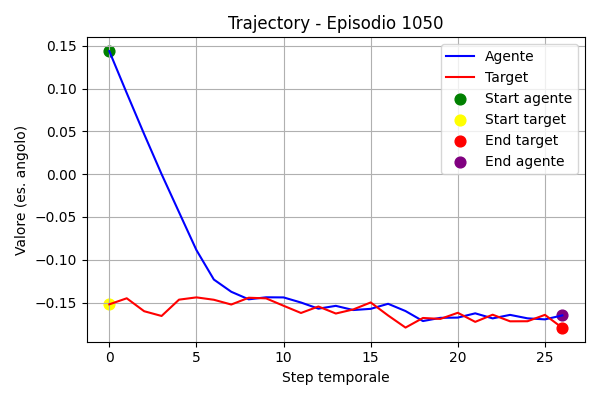 Trajectory - Episodio 1050
Valore (es. angolo)
0.15
0.10
0.05
0.00
−0.05
−0.10
−0.15
0
5
10
15
20
25
Step temporale
Agente
Target
Start agente
Start target
End target
End agente